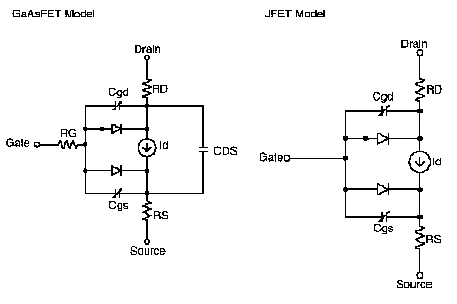 GaAsFET Model
JFET Model
Drain
RD
Cgd
RG
Gate
Id
CDS
Cgs
RS
Source
Drain
RD
Cgd
Gate
Id
Cgs
RS
Source